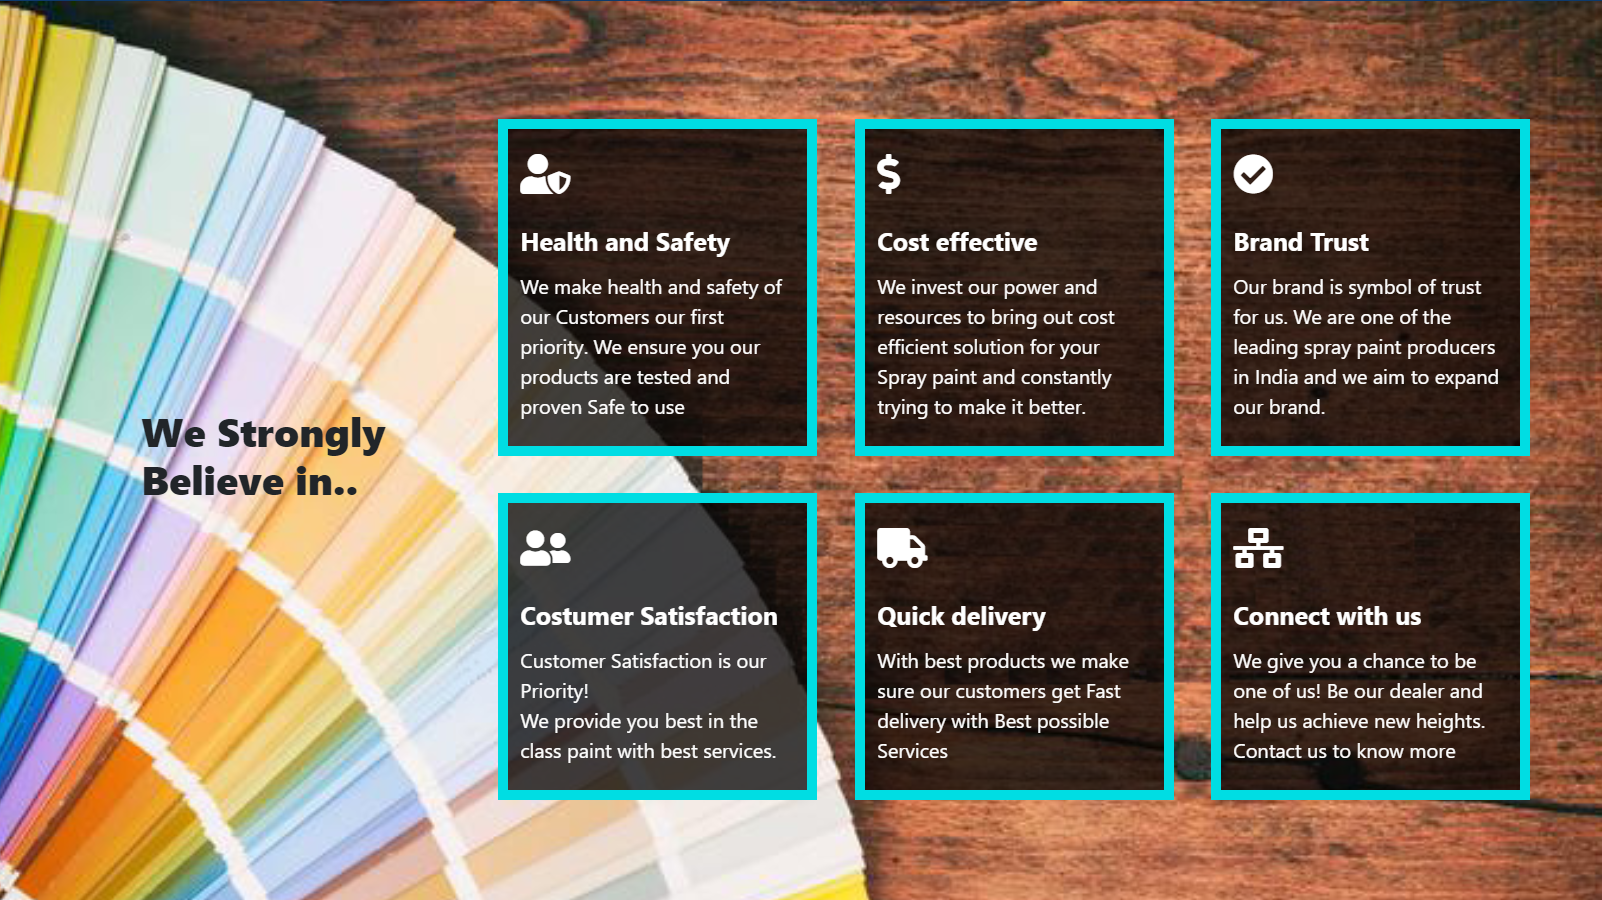 We Strongly
Believe in..
Health and Safety
We make health and safety of
our Customers our first
priority. We ensure you our
products are tested and
proven Safe to use
Cost effective
We invest our power and
resources to bring out cost
efficient solution for your
Spray paint and constantly
trying to make it better.
Brand Trust
Our brand is symbol of trust
for us. We are one of the
leading spray paint producers
in India and we aim to expand
our brand.
Costumer Satisfaction
Customer Satisfaction is our
Priority!
We provide you best in the
class paint with best services.
Quick delivery
With best products we make
sure our customers get Fast
delivery with Best possible
Services
Connect with us
We give you a chance to be
one of us! Be our dealer and
help us achieve new heights.
Contact us to know more